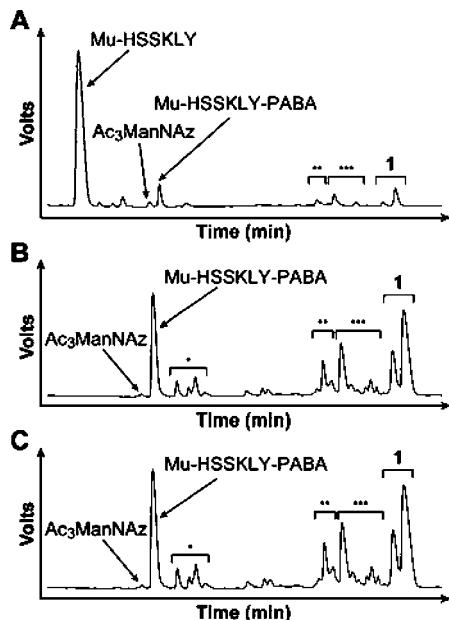 A
Mu-HSSKLY
Mu-HSSKLY-PABA
Ac3ManNAz
** *** 1
Volts
Time (min)
B
Mu-HSSKLY-PABA
Ac3ManNAz
* ** *** 1
Volts
Time (min)
C
Mu-HSSKLY-PABA
Ac3ManNAz
* ** *** 1
Volts
Time (min)